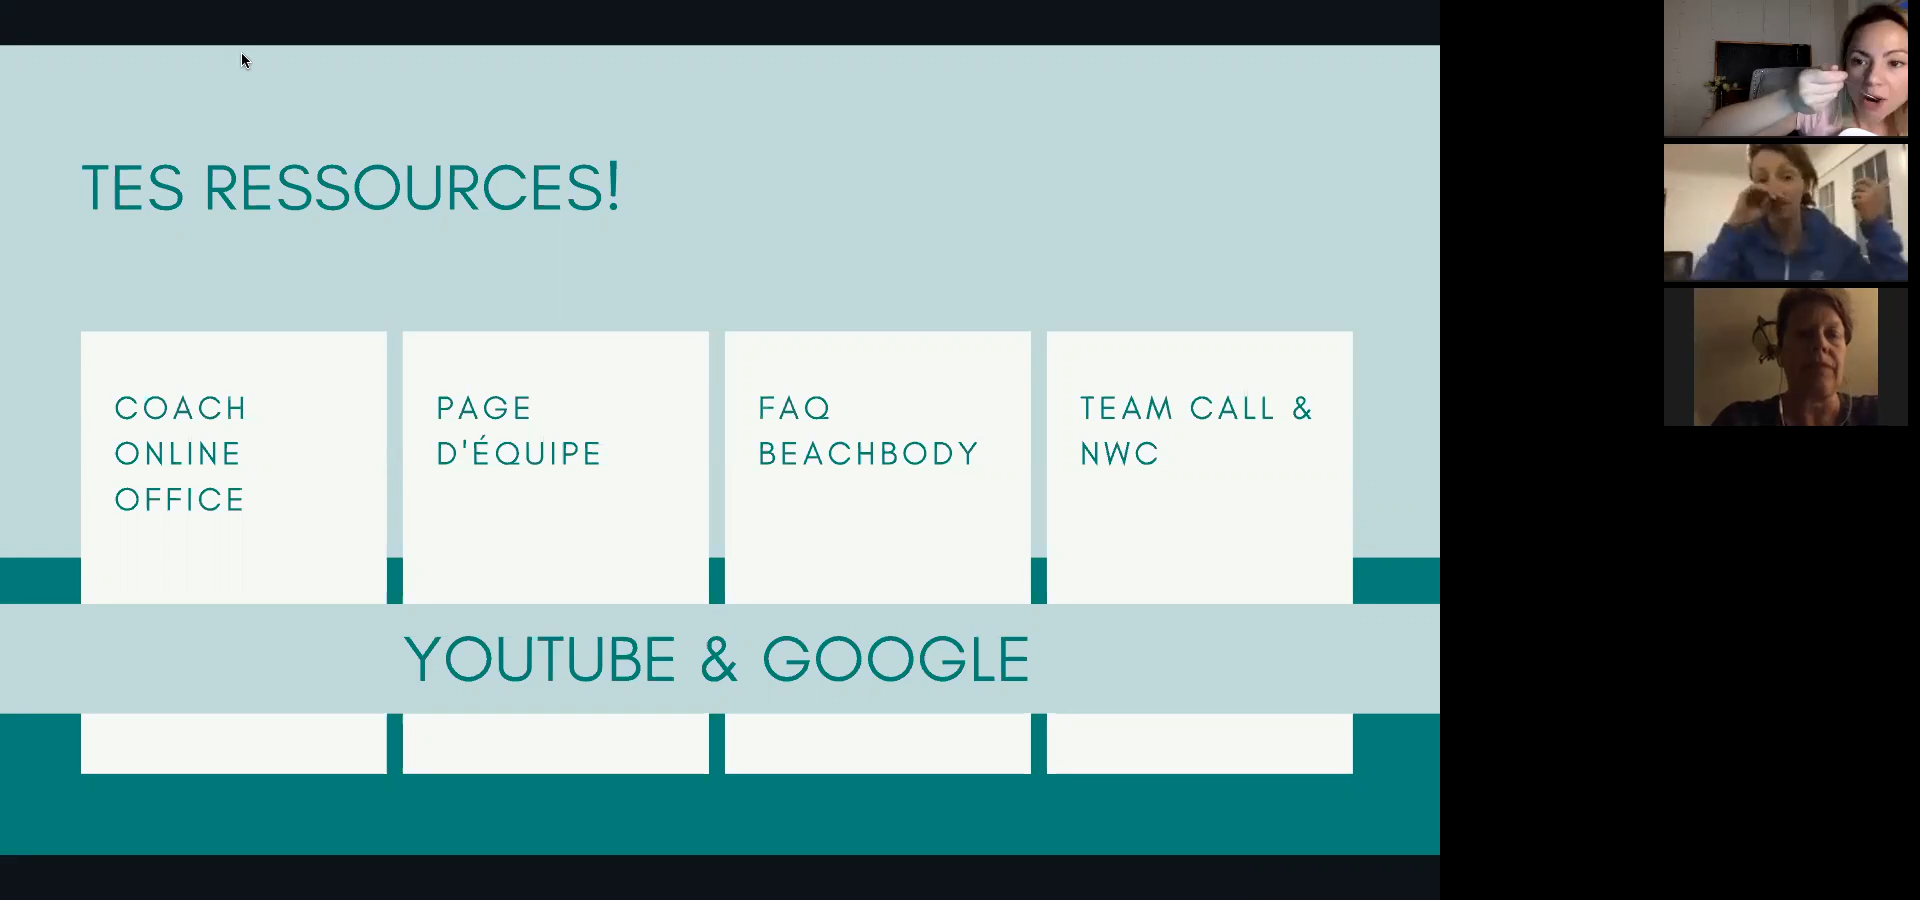 TES RESSOURCES!
COACH
ONLINE
OFFICE
PAGE
D'ÉQUIPE
FAQ
BEACHBODY
TEAM CALL &
NWC
YOUTUBE & GOOGLE